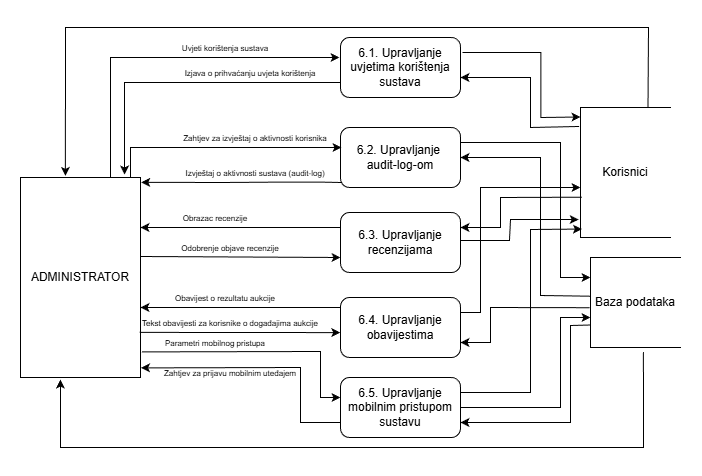 Uvjeti korištenja sustava
Izjava o prihvaćanju uvjeta korištenja
6.1. Upravljanje
uvjetima korištenja
sustava
Zahtjev za izvještaj o aktivnosti korisnika
Izvještaj o aktivnosti sustava (audit-log)
6.2. Upravljanje
audit-log-om
Korisnici
Obrazac recenzije
Odobrenje objave recenzije
6.3. Upravljanje
recenzijama
ADMINISTRATOR
Baza podataka
Obavijest o rezultatu aukcije
Tekst obavijesti za korisnike o događajima aukcije
6.4. Upravljanje
obavijestima
Parametri mobilnog pristupa
Zahtjev za prijavu mobilnim uteđajem
6.5. Upravljanje
mobilnim pristupom
sustavu